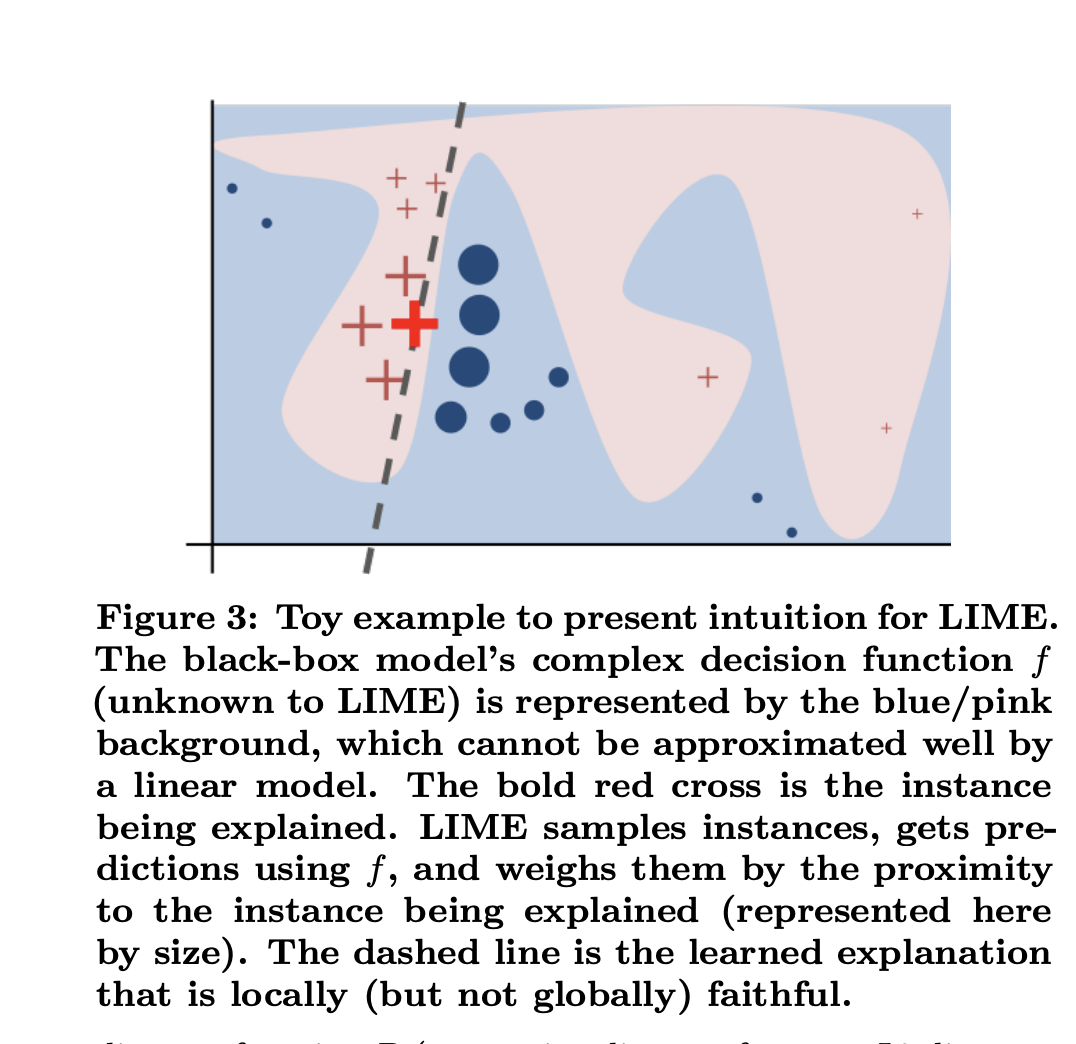 Figure 3: Toy example to present intuition for LIME.
The black-box model's complex decision function f
(unknown to LIME) is represented by the blue/pink
background, which cannot be approximated well by
a linear model. The bold red cross is the instance
being explained. LIME samples instances, gets pre-
dictions using f, and weighs them by the proximity
to the instance being explained (represented here
by size). The dashed line is the learned explanation
that is locally (but not globally) faithful.